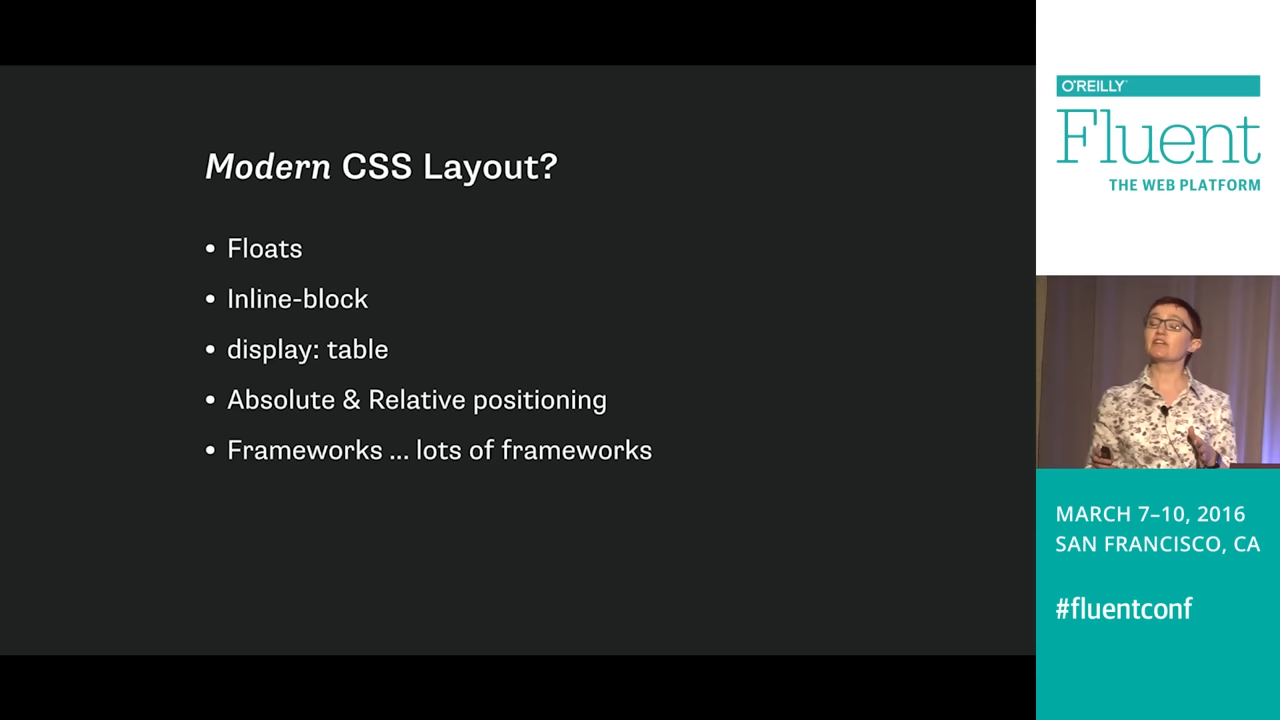 Modern CSS Layout?
• Floats
• Inline-block
• display: table
• Absolute & Relative positioning
• Frameworks ... lots of frameworks
O'REILLY™
Fluent
THE WEB PLATFORM
MARCH 7–10, 2016
SAN FRANCISCO, CA
#fluentconf